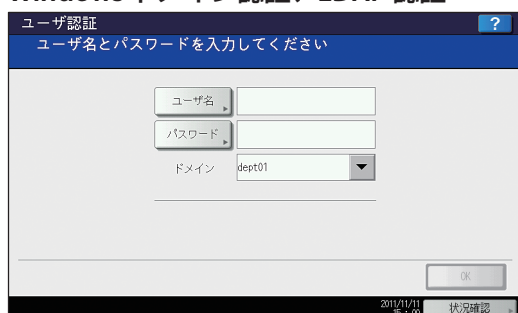 Windowsドメイン認証、LDAP認証
ユーザ認証
?
ユーザ名とパスワードを入力してください
ユーザ名
パスワード
ドメイン dept01
OK
2011/11/11
15 : 00
状況確認